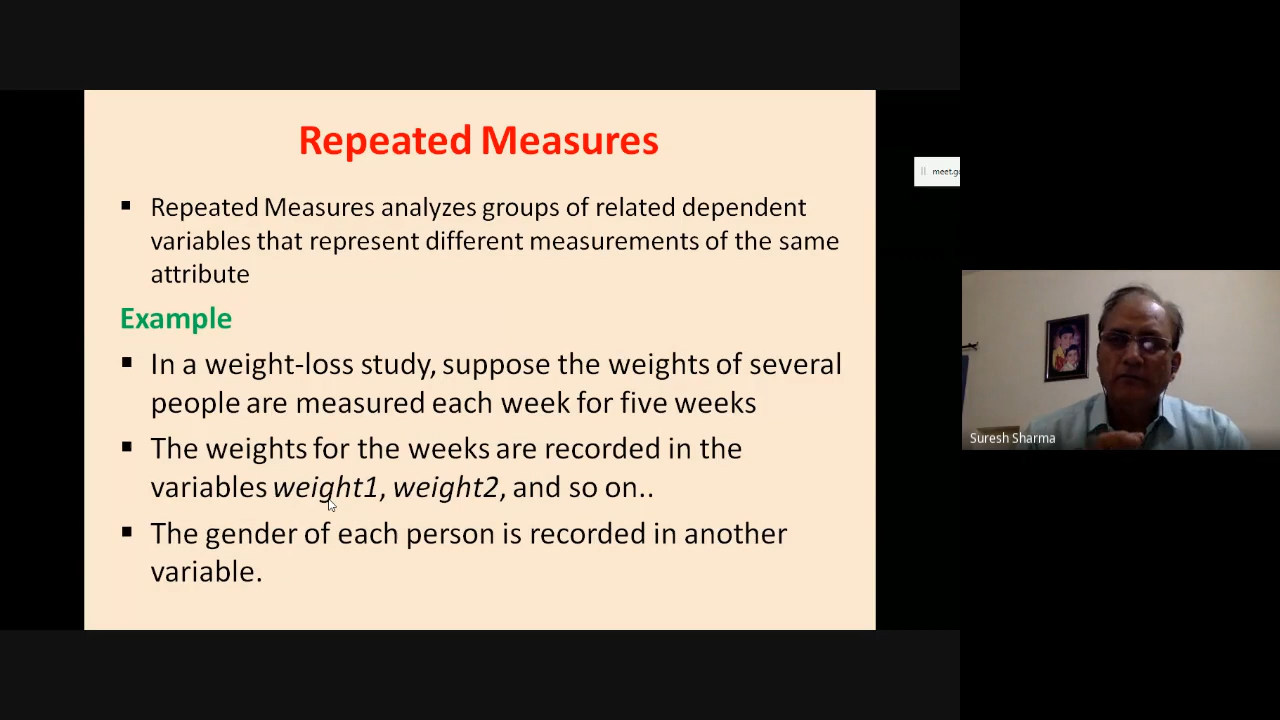 Repeated Measures
▪ Repeated Measures analyzes groups of related dependent
variables that represent different measurements of the same
attribute
Example
▪ In a weight-loss study, suppose the weights of several
people are measured each week for five weeks
▪ The weights for the weeks are recorded in the
variables weight1, weight2, and so on..
▪ The gender of each person is recorded in another
variable.
meet.go
Suresh Sharma